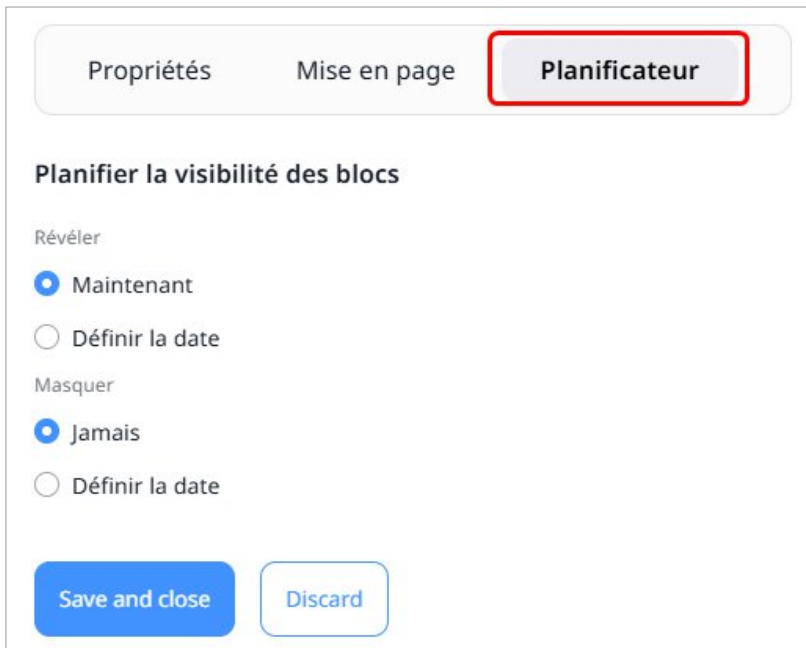 Propriétés Mise en page Planificateur
Planifier la visibilité des blocs
Révéler
Maintenant
Définir la date
Masquer
Jamais
Définir la date
Save and close Discard